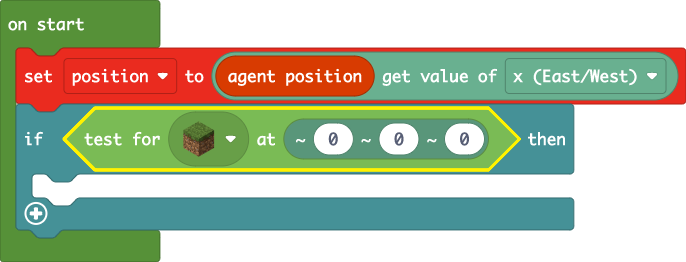 on start
set position to agent position get value of x (East/West)
if test for at ~ 0 ~ 0 ~ 0 then